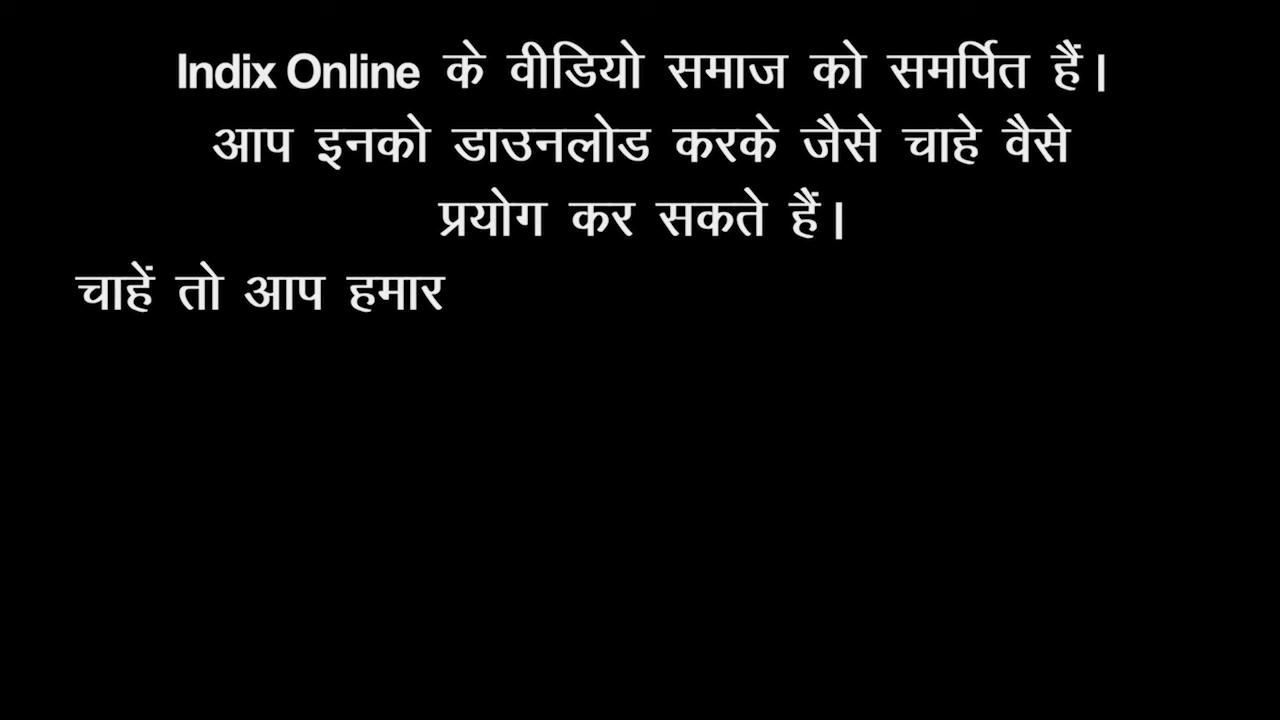 Indix Online के वीडियो समाज को समर्पित हैं।
आप इनको डाउनलोड करके जैसे चाहे वैसे
प्रयोग कर सकते हैं।
चाहें तो आप हमार